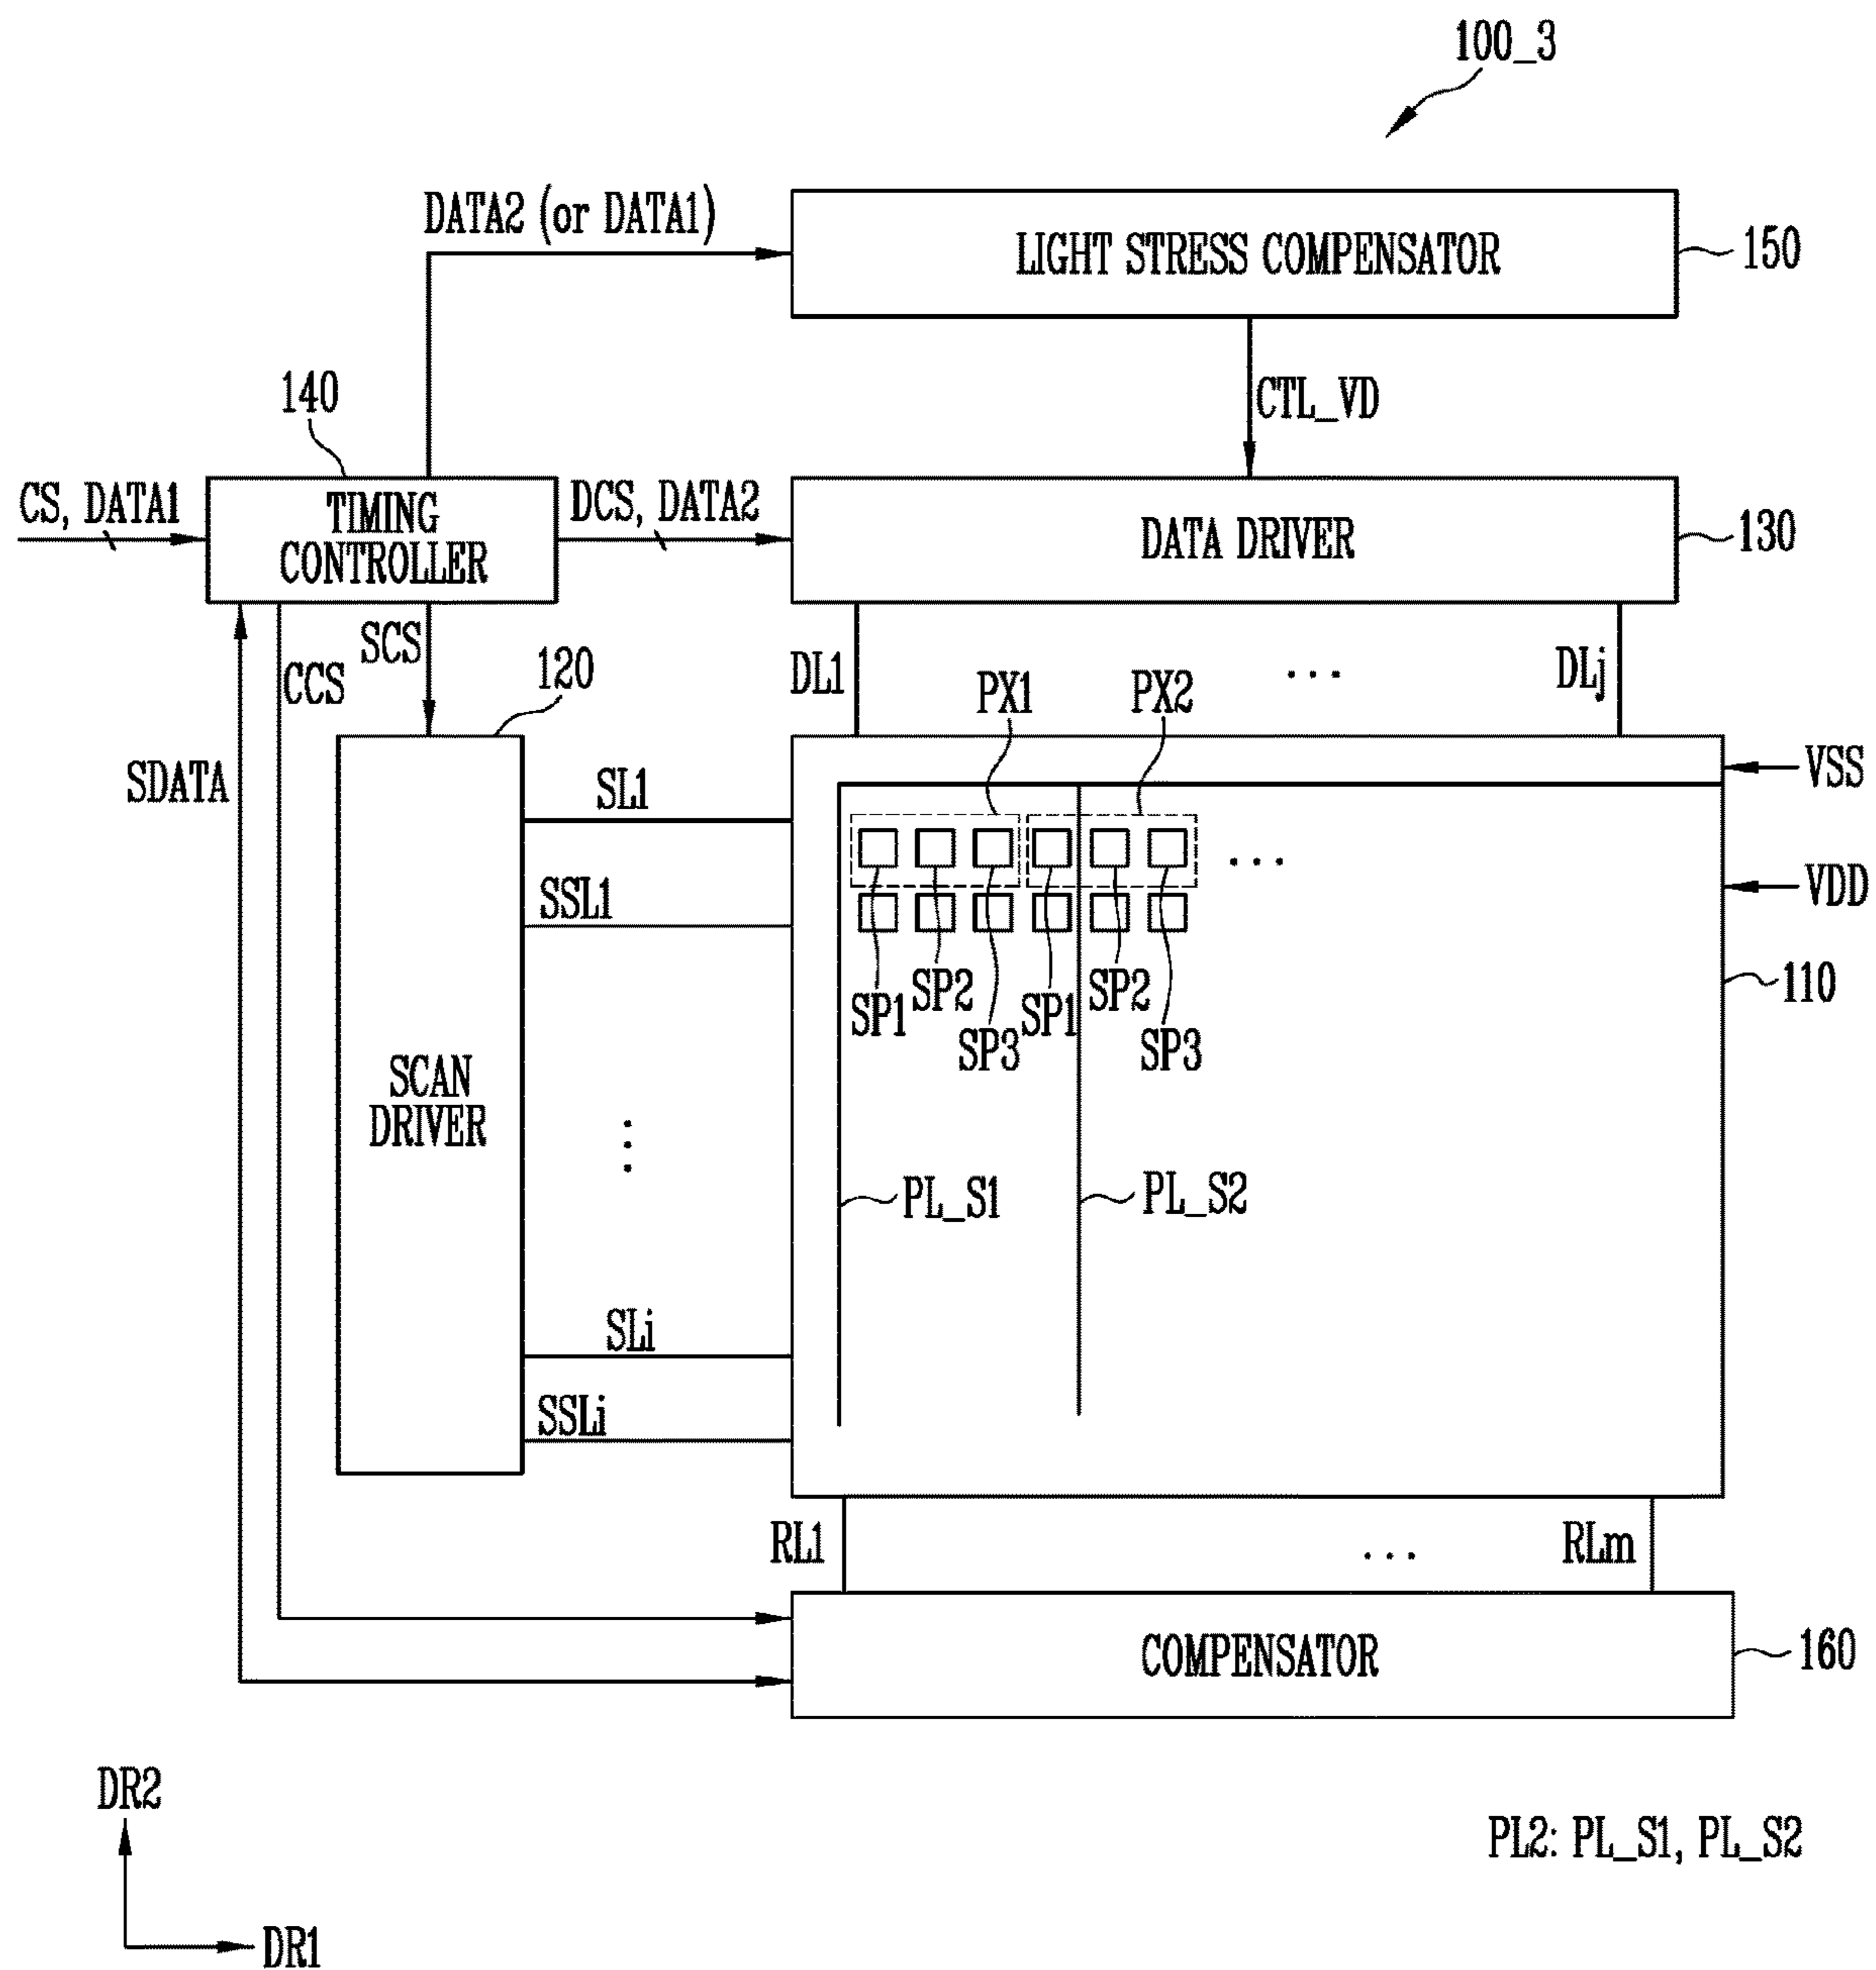 100_3
DATA2 (or DATA1)
LIGHT STRESS COMPENSATOR
150
CTL_VD
140
CS, DATA1
TIMING
CONTROLLER
DCS, DATA2
DATA DRIVER
130
SCS
CCS
120
DL1
...
DLj
PX1
PX2
SDATA
VSS
SL1
...
VDD
SSL1
SP1
SP2
SP3
SP1
SP2
SP3
110
SCAN
DRIVER
PL_S1
PL_S2
SLi
SSLi
RL1
...
RLm
COMPENSATOR
160
DR2
DR1
PL2: PL_S1, PL_S2